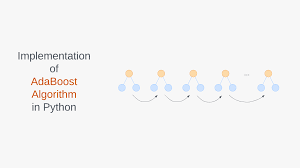 Implementation
of
AdaBoost
Algorithm
in Python
...